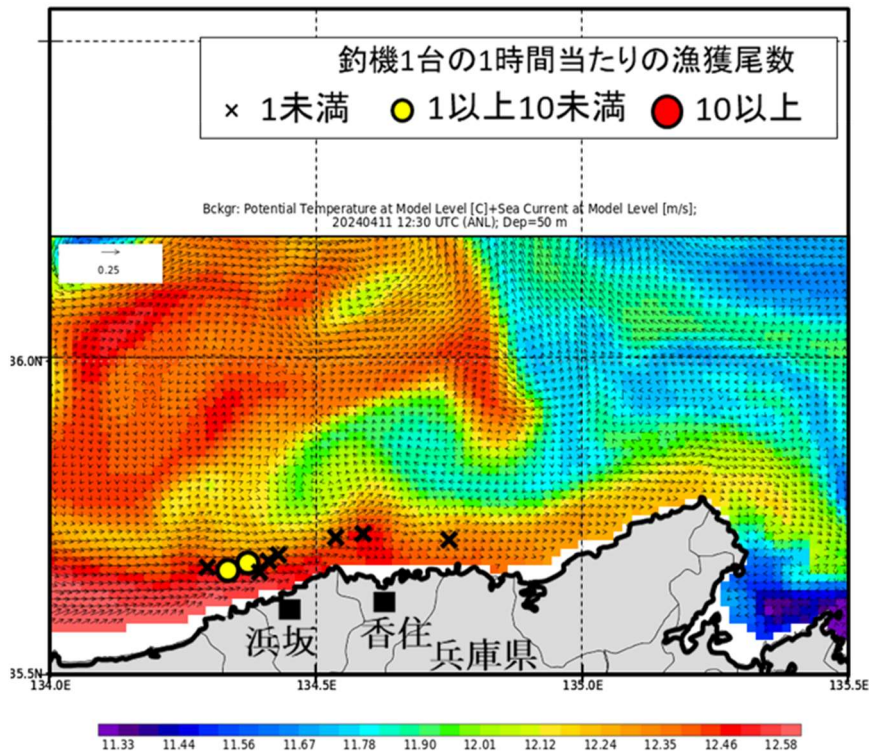 釣機1台の1時間当たりの漁獲尾数
× 1未満 1以上10未満 10以上
Bckgr: Potential Temperature at Model Level [C]+Sea Current at Model Level [m/s];
20240411 12:30 UTC (ANL); Dep=50 m
0.25
36.0N
浜坂 香住 兵庫県
35.5N
134.0E 134.5E 135.0E 135.5E
11.33 11.44 11.56 11.67 11.78 11.90 12.01 12.12 12.24 12.35 12.46 12.58